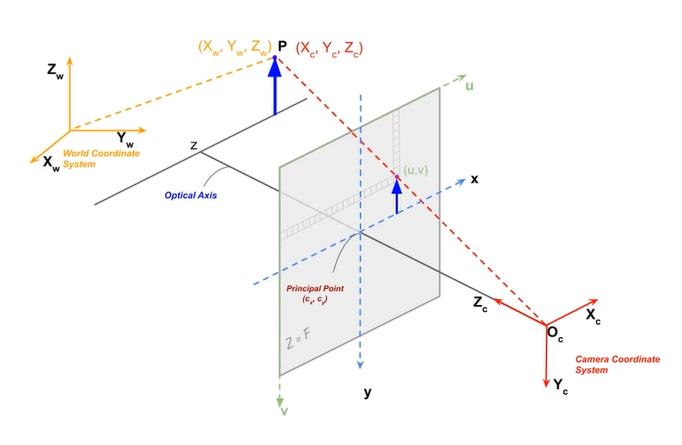 (Xw, Yw, Zw) P (Xc, Yc, Zc)
Zw
u
Yw
World Coordinate
System
Xw
Z
(u,v)
x
Optical Axis
Principal Point
(cx, cy)
Zc
Xc
Oc
Z = F
Camera Coordinate
System
Yc
y
v